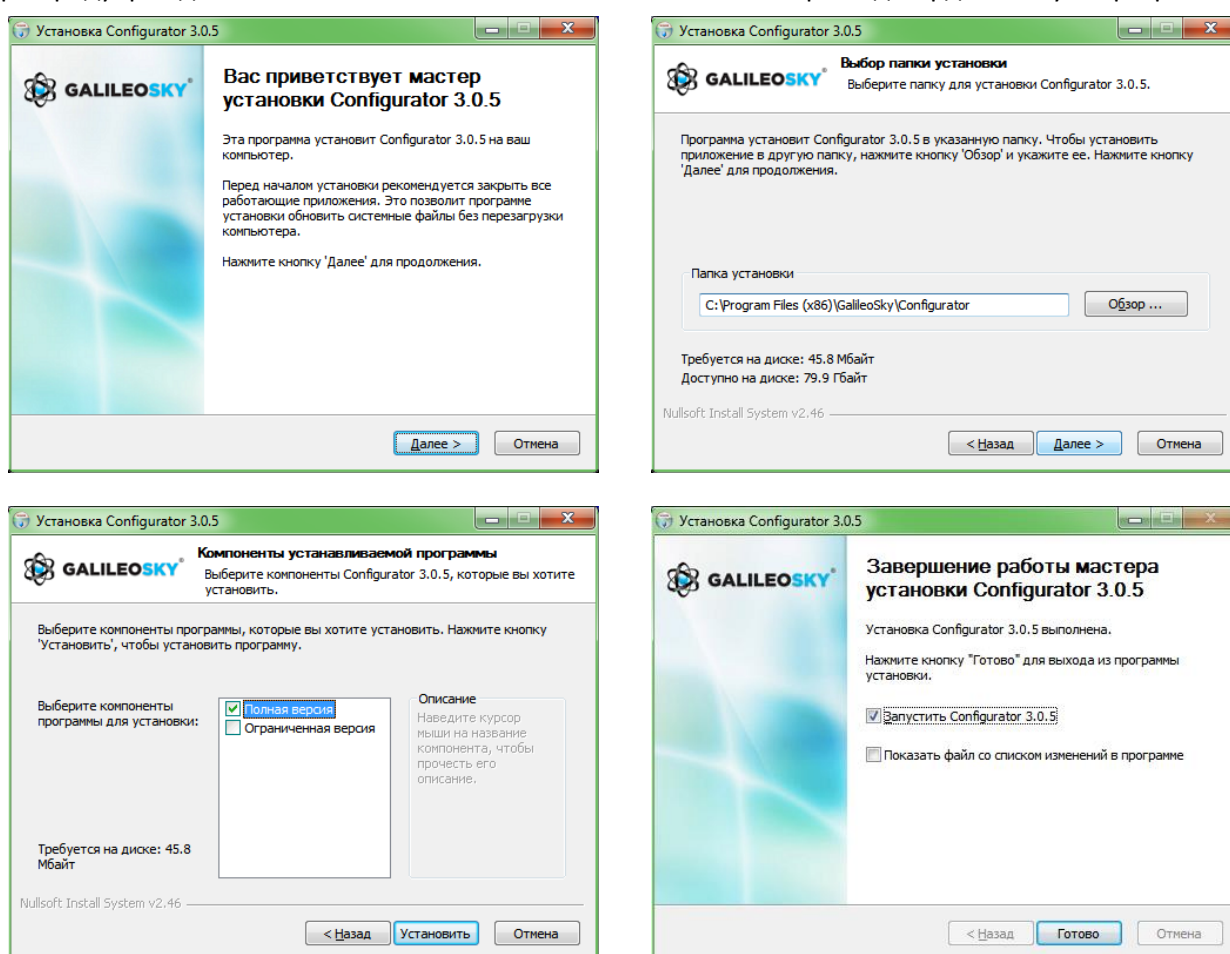 Установка Configurator 3.0.5
GALILEOSKY
Вас приветствует мастер
установки Configurator 3.0.5
Эта программа установит Configurator 3.0.5 на ваш
компьютер.
Перед началом установки рекомендуется закрыть все
работающие приложения. Это позволит программе
установки обновить системные файлы без перезагрузки
компьютера.
Нажмите кнопку 'Далее' для продолжения.
Далее >
Отмена
Установка Configurator 3.0.5
GALILEOSKY
Выбор папки установки
Выберите папку для установки Configurator 3.0.5.
Программа установит Configurator 3.0.5 в указанную папку. Чтобы установить
приложение в другую папку, нажмите кнопку 'Обзор' и укажите ее. Нажмите кнопку
'Далее' для продолжения.
Папка установки
C:\Program Files (x86)\GalileoSky\Configurator
Обзор ...
Требуется на диске: 45.8 Мбайт
Доступно на диске: 79.9 Гбайт
Nullsoft Install System v2.46
< Назад
Далее >
Отмена
Установка Configurator 3.0.5
GALILEOSKY
Компоненты устанавливаемой программы
Выберите компоненты Configurator 3.0.5, которые вы хотите
установить.
Выберите компоненты программы, которые вы хотите установить. Нажмите кнопку
'Установить', чтобы установить программу.
Выберите компоненты
программы для установки:
Полная версия
Ограниченная версия
Описание
Наведите курсор
мыши на название
компонента, чтобы
прочесть его
описание.
Требуется на диске: 45.8
Мбайт
Nullsoft Install System v2.46
< Назад
Установить
Отмена
Установка Configurator 3.0.5
GALILEOSKY
Завершение работы мастера
установки Configurator 3.0.5
Установка Configurator 3.0.5 выполнена.
Нажмите кнопку "Готово" для выхода из программы
установки.
Запустить Configurator 3.0.5
Показать файл со списком изменений в программе
< Назад
Готово
Отмена